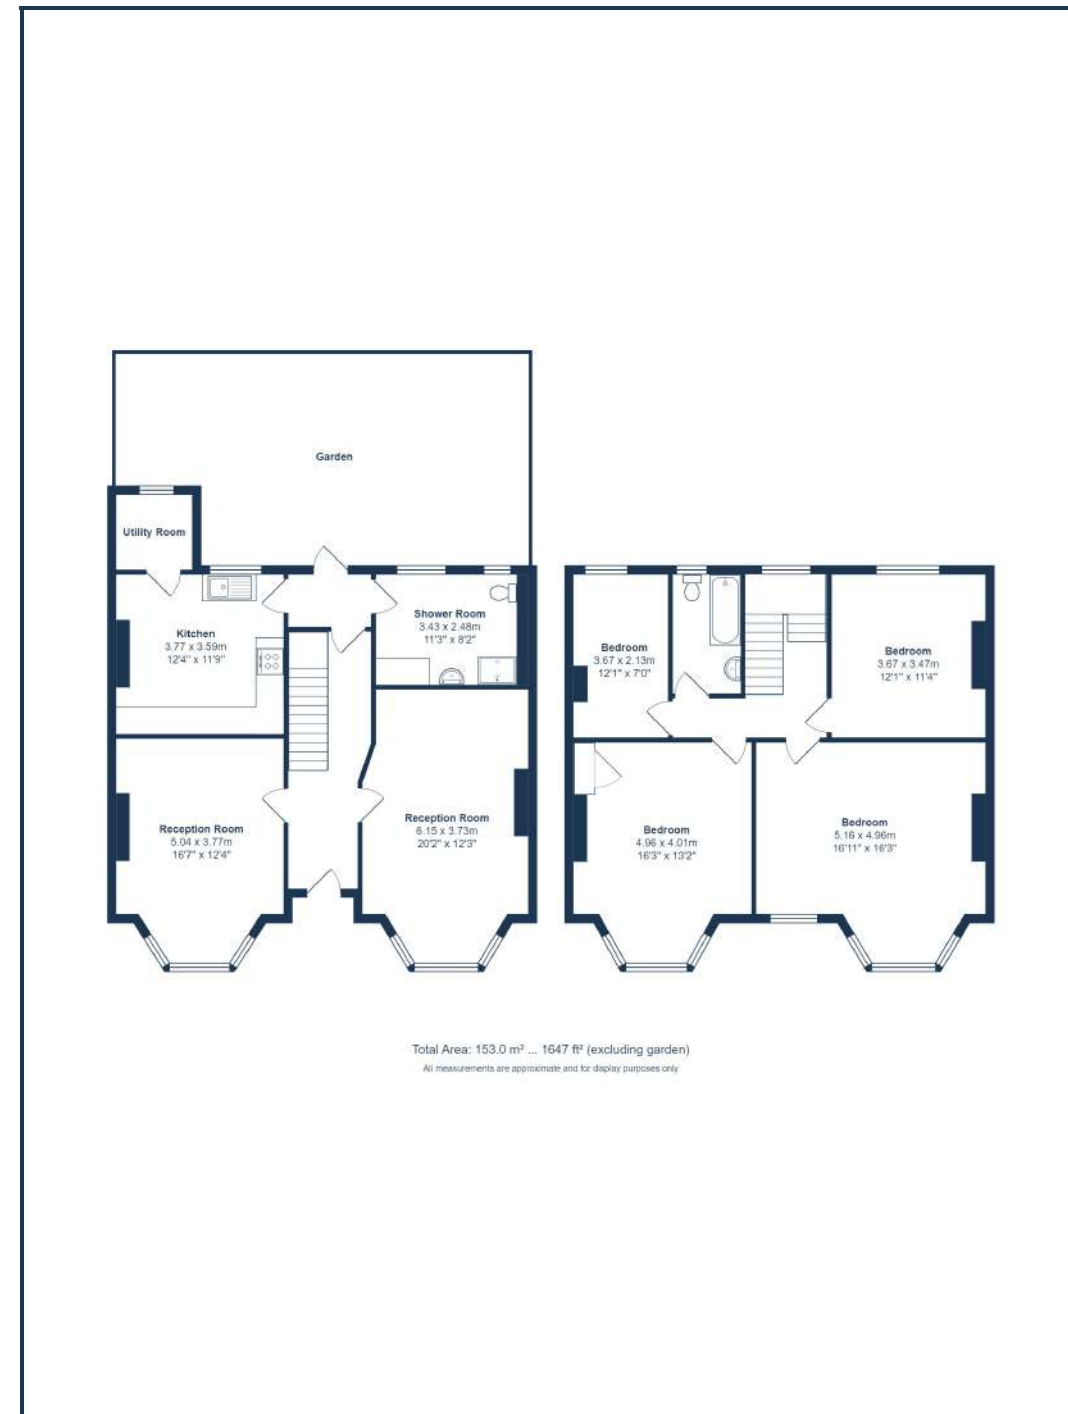 Garden
Utility Room
Kitchen
3.77 x 3.59m
12'4" x 11'9"
Shower Room
3.43 x 2.48m
11'3" x 8'2"
Reception Room
5.04 x 3.77m
16'7" x 12'4"
Reception Room
6.15 x 3.73m
20'2" x 12'3"
Bedroom
3.67 x 2.13m
12'1" x 7'0"
Bedroom
3.67 x 3.47m
12'1" x 11'4"
Bedroom
4.96 x 4.01m
16'3" x 13'2"
Bedroom
5.16 x 4.96m
16'11" x 16'3"
Total Area: 153.0 m² ... 1647 ft² (excluding garden)
All measurements are approximate and for display purposes only